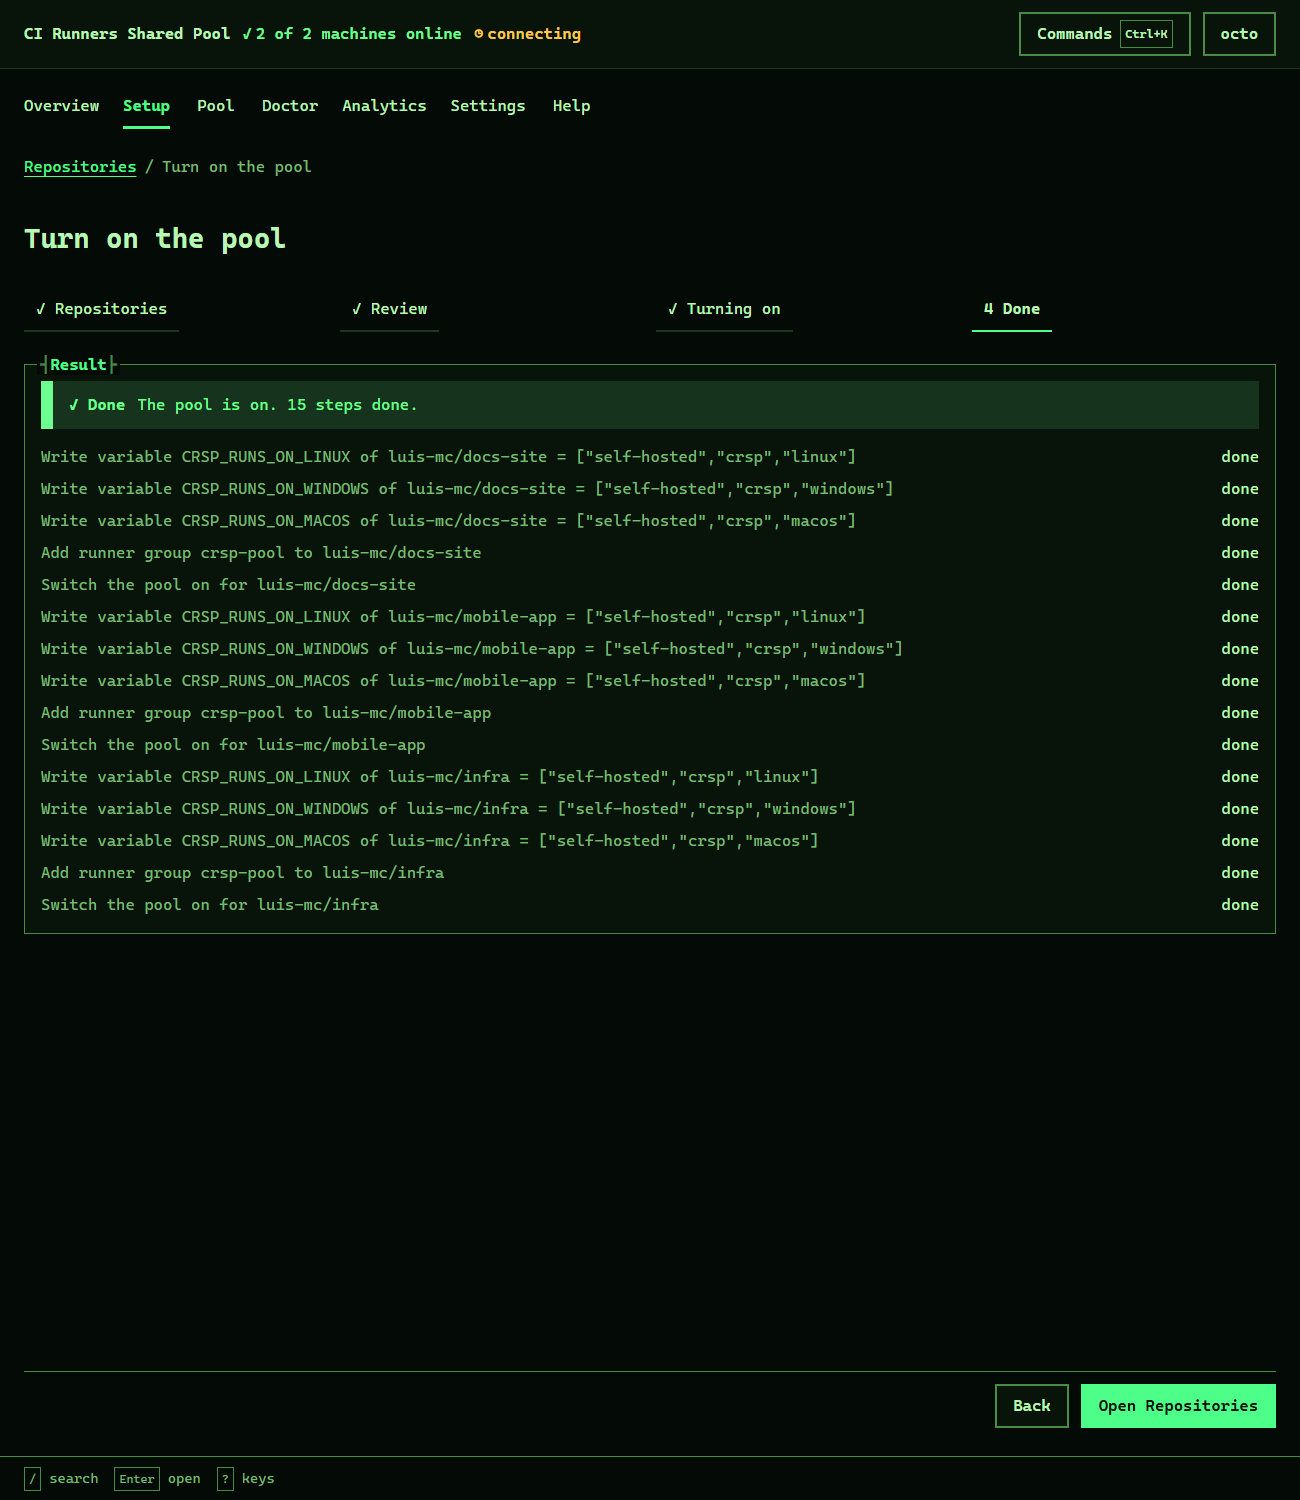 CI Runners Shared Pool ✓ 2 of 2 machines online connecting
Commands Ctrl+K octo
Overview Setup Pool Doctor Analytics Settings Help
Repositories / Turn on the pool
Turn on the pool
✓ Repositories
✓ Review
✓ Turning on
4 Done
Result
✓ Done The pool is on. 15 steps done.
Write variable CRSP_RUNS_ON_LINUX of luis-mc/docs-site = ["self-hosted","crsp","linux"] done
Write variable CRSP_RUNS_ON_WINDOWS of luis-mc/docs-site = ["self-hosted","crsp","windows"] done
Write variable CRSP_RUNS_ON_MACOS of luis-mc/docs-site = ["self-hosted","crsp","macos"] done
Add runner group crsp-pool to luis-mc/docs-site done
Switch the pool on for luis-mc/docs-site done
Write variable CRSP_RUNS_ON_LINUX of luis-mc/mobile-app = ["self-hosted","crsp","linux"] done
Write variable CRSP_RUNS_ON_WINDOWS of luis-mc/mobile-app = ["self-hosted","crsp","windows"] done
Write variable CRSP_RUNS_ON_MACOS of luis-mc/mobile-app = ["self-hosted","crsp","macos"] done
Add runner group crsp-pool to luis-mc/mobile-app done
Switch the pool on for luis-mc/mobile-app done
Write variable CRSP_RUNS_ON_LINUX of luis-mc/infra = ["self-hosted","crsp","linux"] done
Write variable CRSP_RUNS_ON_WINDOWS of luis-mc/infra = ["self-hosted","crsp","windows"] done
Write variable CRSP_RUNS_ON_MACOS of luis-mc/infra = ["self-hosted","crsp","macos"] done
Add runner group crsp-pool to luis-mc/infra done
Switch the pool on for luis-mc/infra done
Back Open Repositories
/ search Enter open ? keys